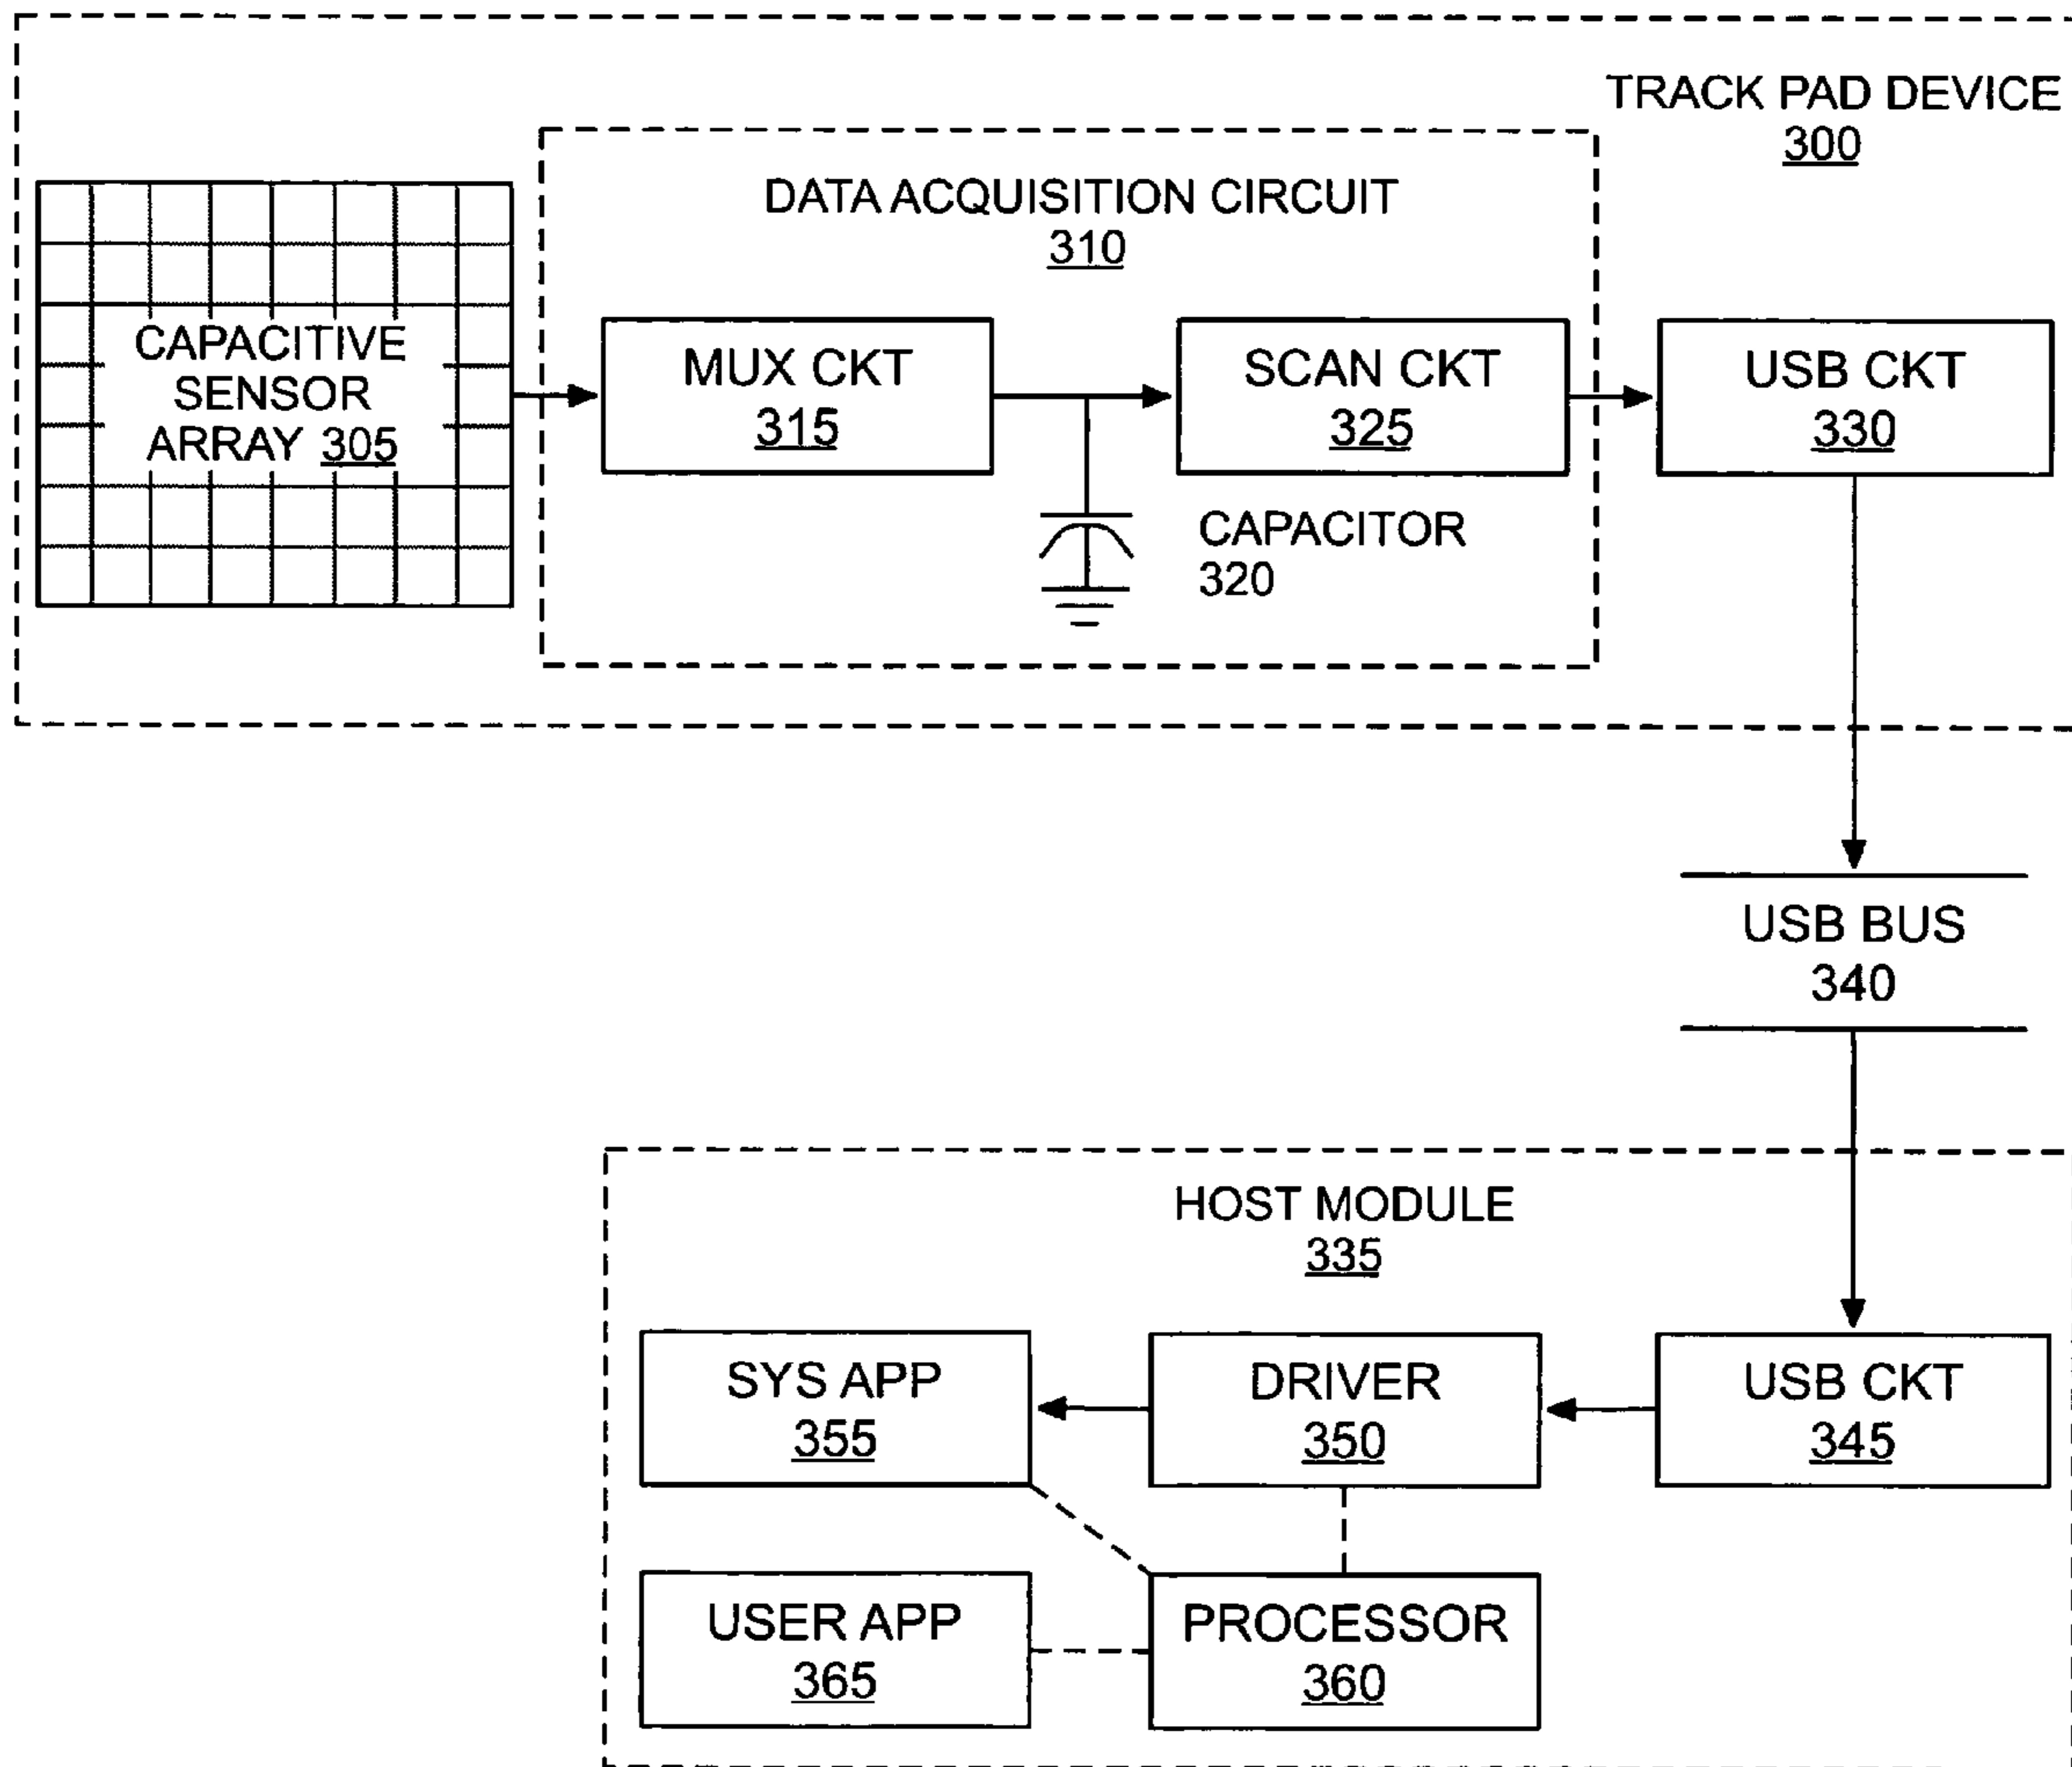 TRACK PAD DEVICE
300
DATA ACQUISITION CIRCUIT
310
CAPACITIVE
SENSOR
ARRAY 305
MUX CKT
315
SCAN CKT
325
USB CKT
330
CAPACITOR
320
USB BUS
340
HOST MODULE
335
SYS APP
355
DRIVER
350
USB CKT
345
USER APP
365
PROCESSOR
360